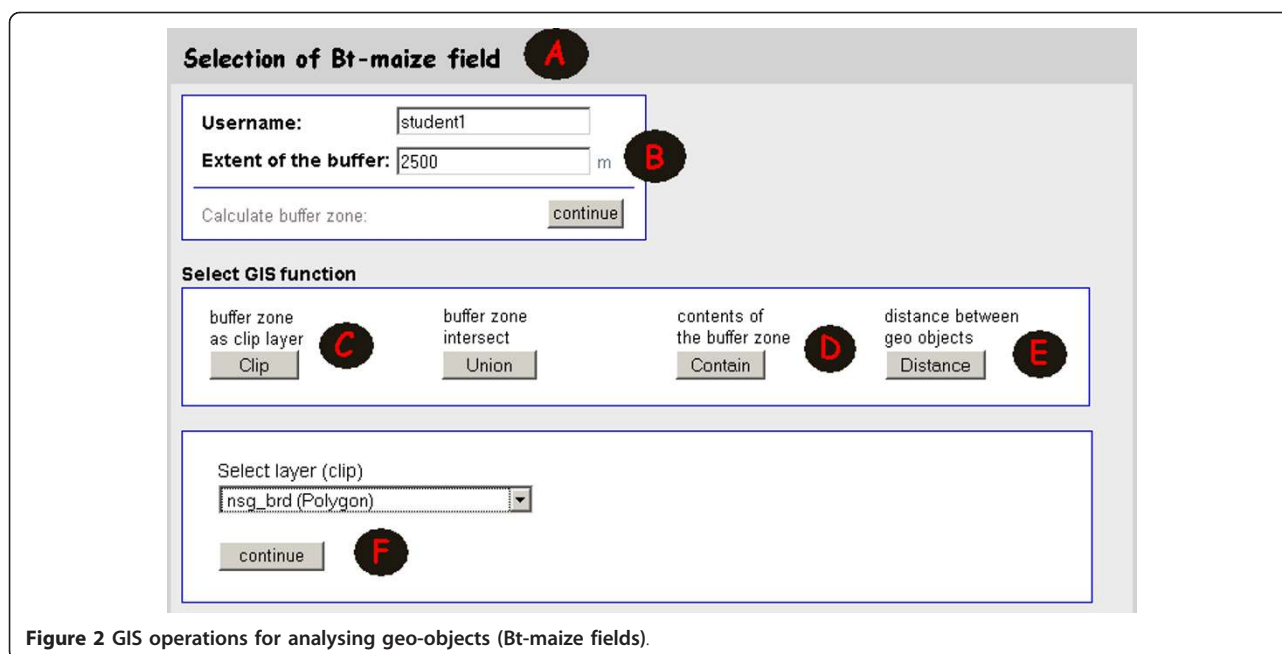 Selection of Bt-maize field A
Username: student1
Extent of the buffer: 2500 m B
Calculate buffer zone: continue
Select GIS function
buffer zone as clip layer Clip C
buffer zone intersect Union
contents of the buffer zone Contain D
distance between geo objects Distance E
Select layer (clip)
nsg_brd (Polygon)
continue F
Figure 2 GIS operations for analysing geo-objects (Bt-maize fields).